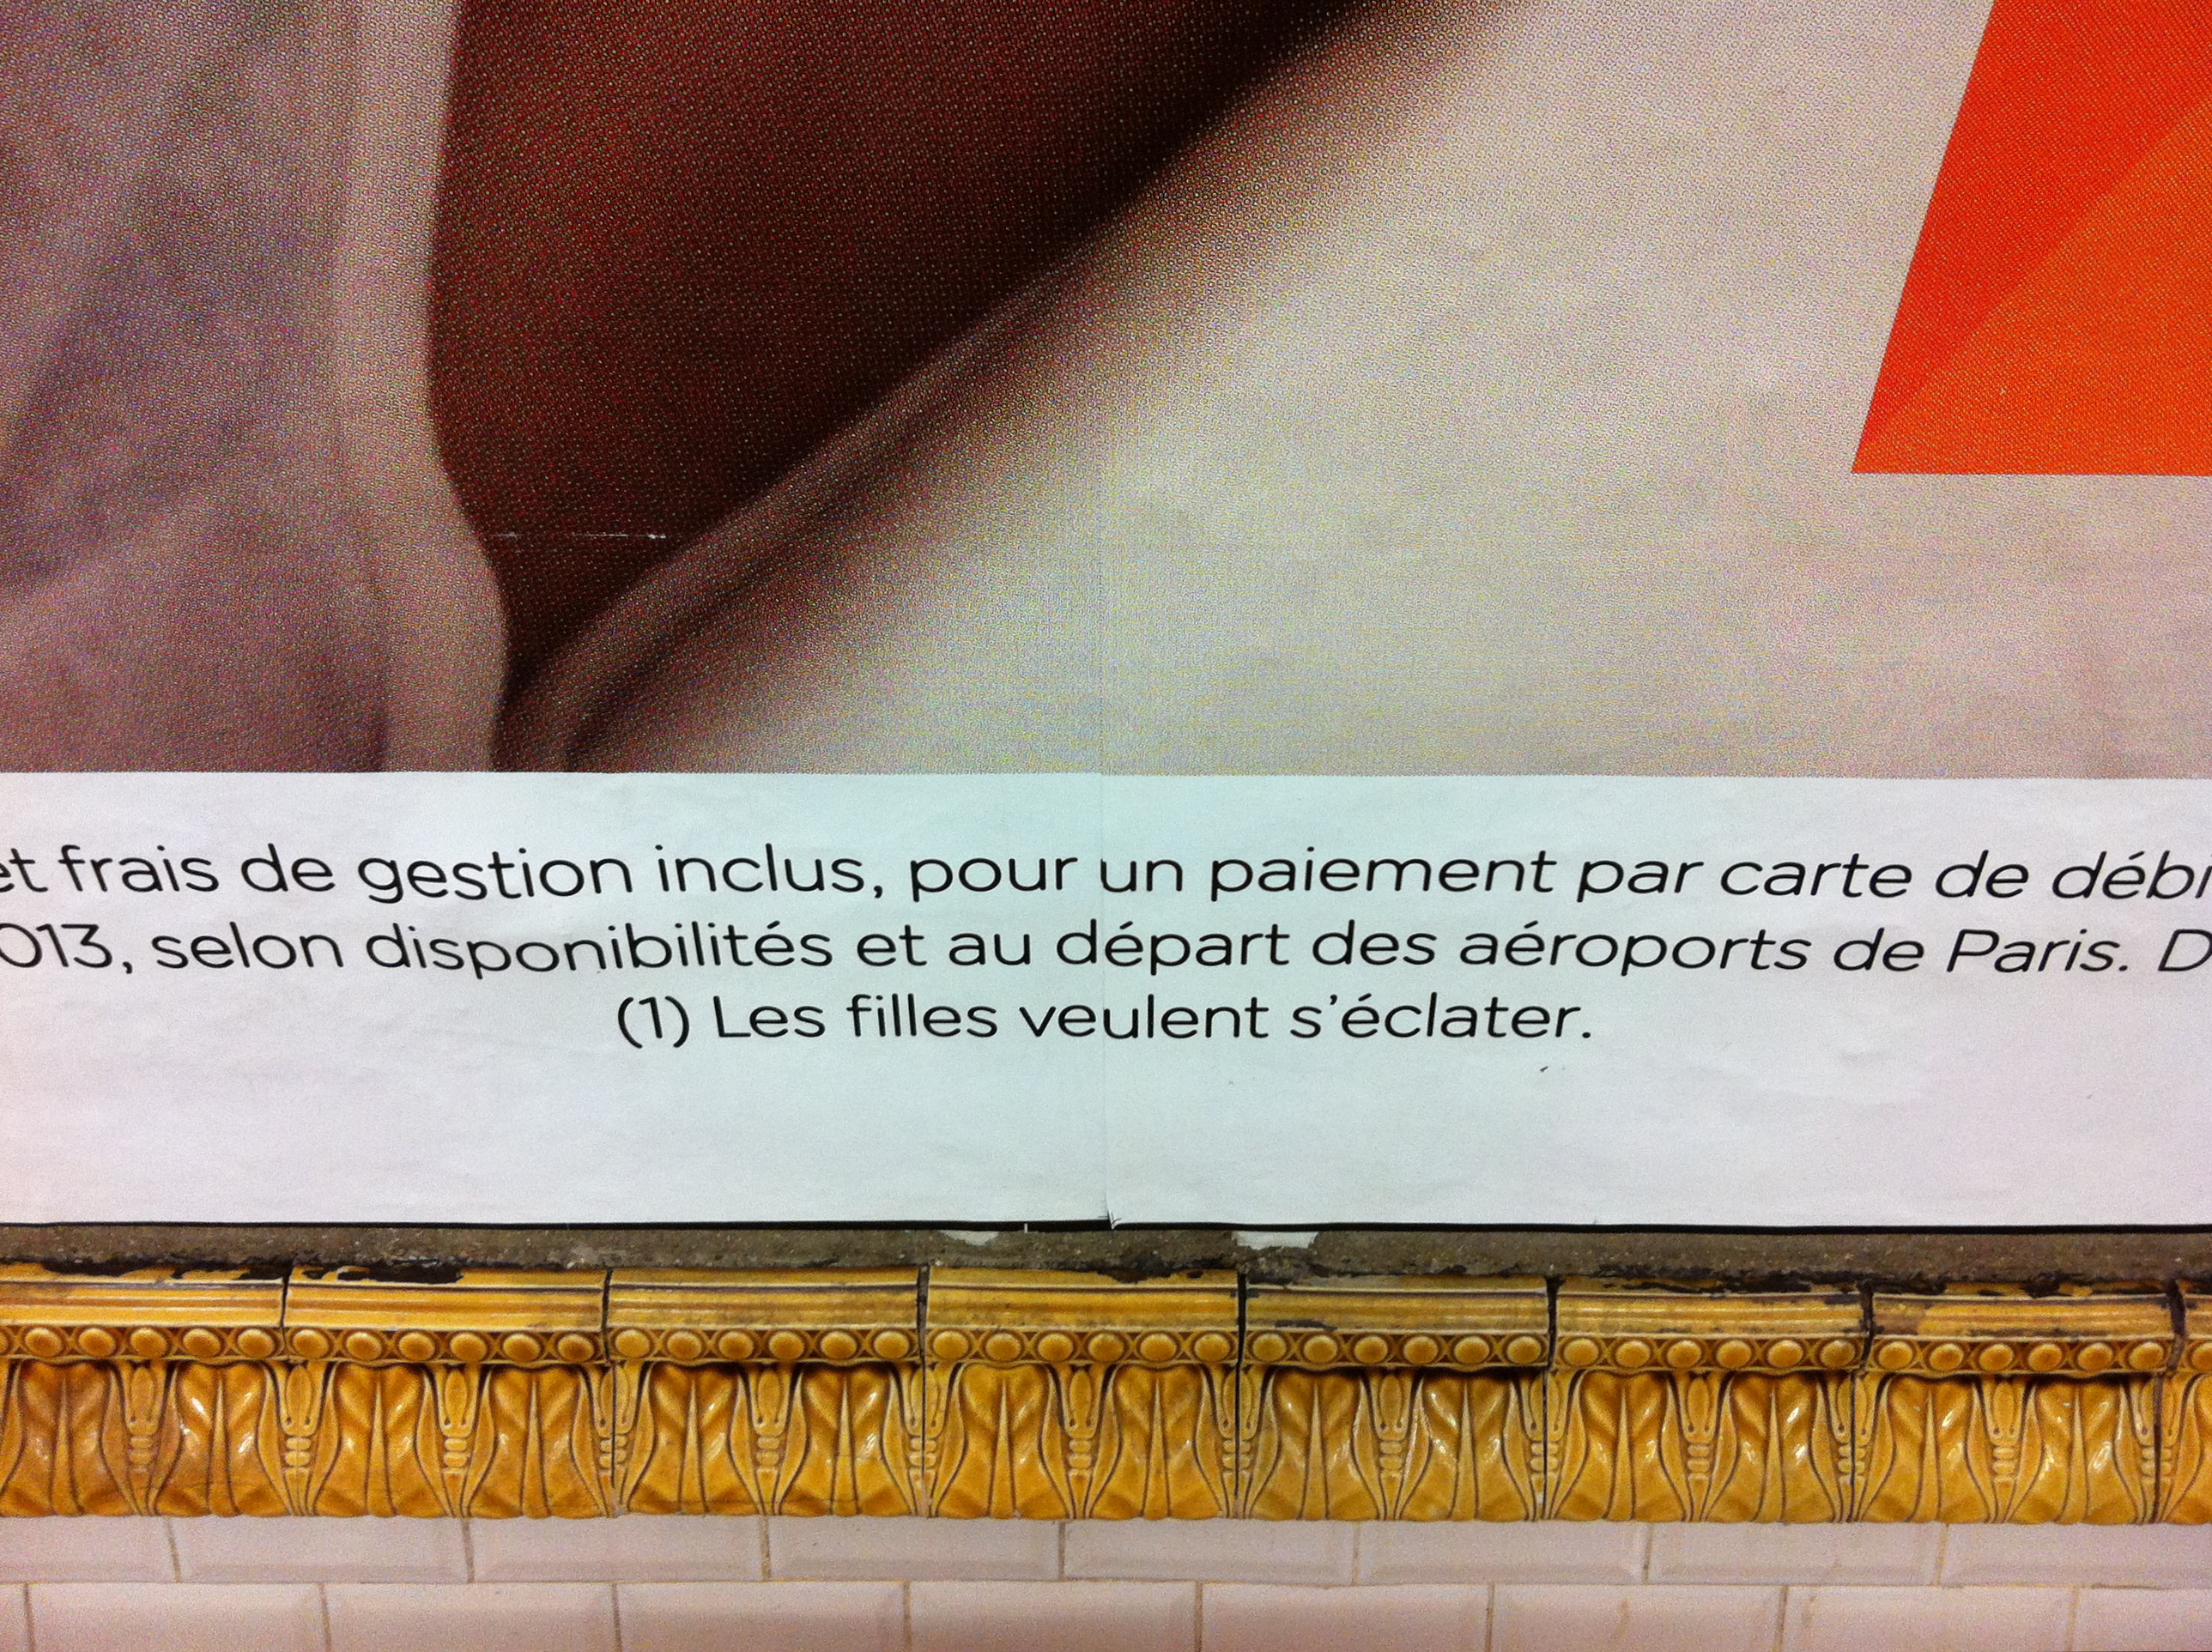 et frais de gestion inclus, pour un paiement par carte de débi
013, selon disponibilités et au départ des aéroports de Paris. D
(1) Les filles veulent s'éclater.